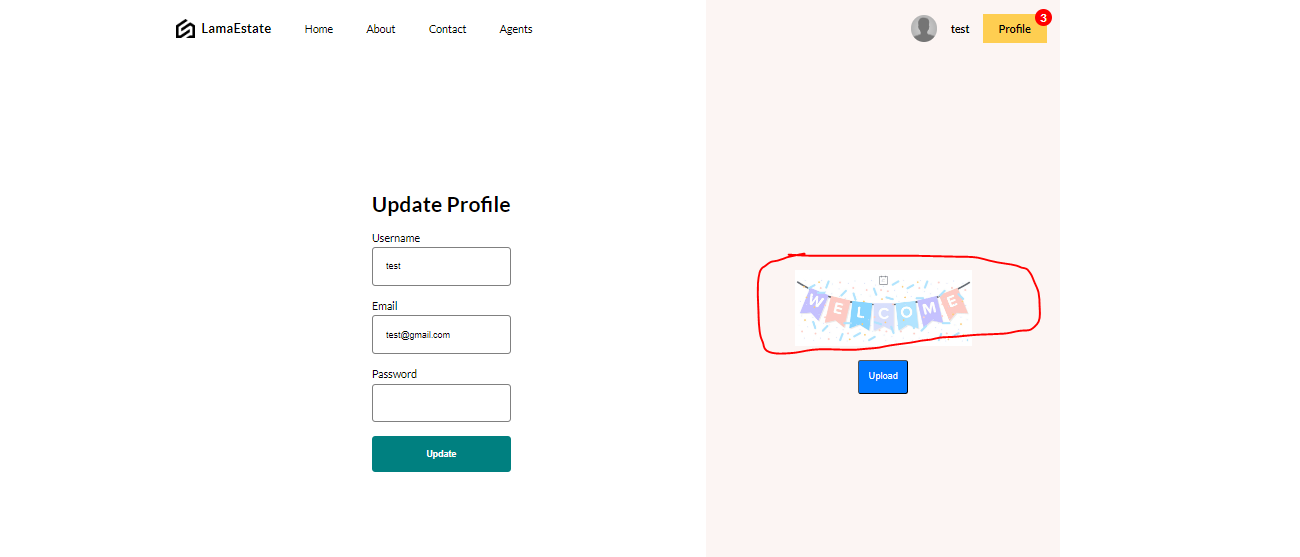 LamaEstate Home About Contact Agents test Profile 3
Update Profile
Username
test
Email
test@gmail.com
Password
Update
WELCOME
Upload